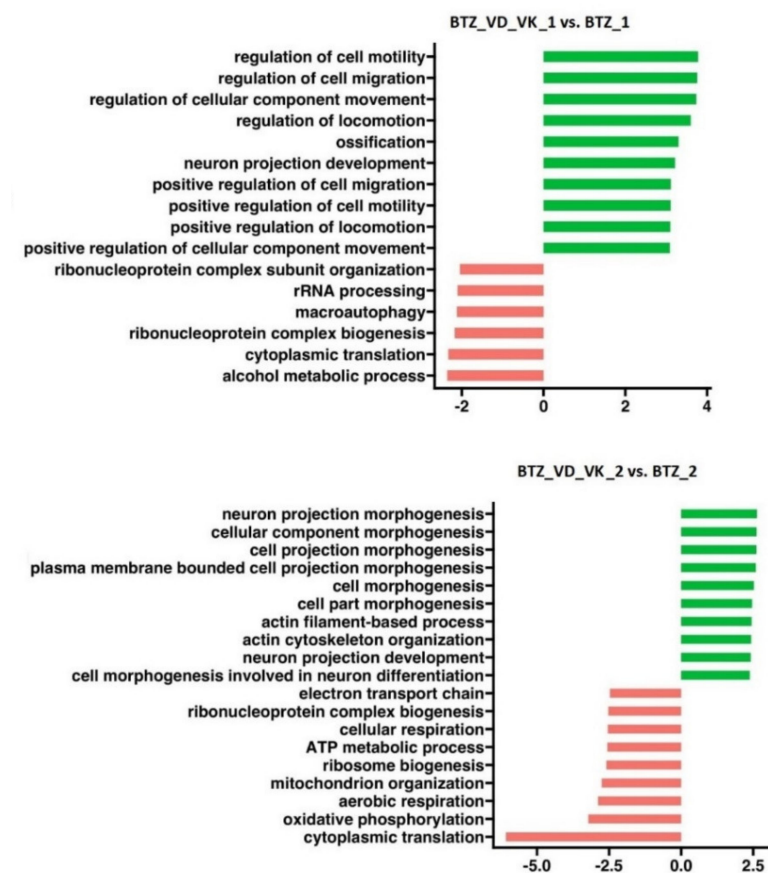 BTZ_VD_VK_1 vs. BTZ_1
regulation of cell motility
regulation of cell migration
regulation of cellular component movement
regulation of locomotion
ossification
neuron projection development
positive regulation of cell migration
positive regulation of cell motility
positive regulation of locomotion
positive regulation of cellular component movement
ribonucleoprotein complex subunit organization
rRNA processing
macroautophagy
ribonucleoprotein complex biogenesis
cytoplasmic translation
alcohol metabolic process
-2 0 2 4
BTZ_VD_VK_2 vs. BTZ_2
neuron projection morphogenesis
cellular component morphogenesis
cell projection morphogenesis
plasma membrane bounded cell projection morphogenesis
cell morphogenesis
cell part morphogenesis
actin filament-based process
actin cytoskeleton organization
neuron projection development
cell morphogenesis involved in neuron differentiation
electron transport chain
ribonucleoprotein complex biogenesis
cellular respiration
ATP metabolic process
ribosome biogenesis
mitochondrion organization
aerobic respiration
oxidative phosphorylation
cytoplasmic translation
-5.0 -2.5 0.0 2.5